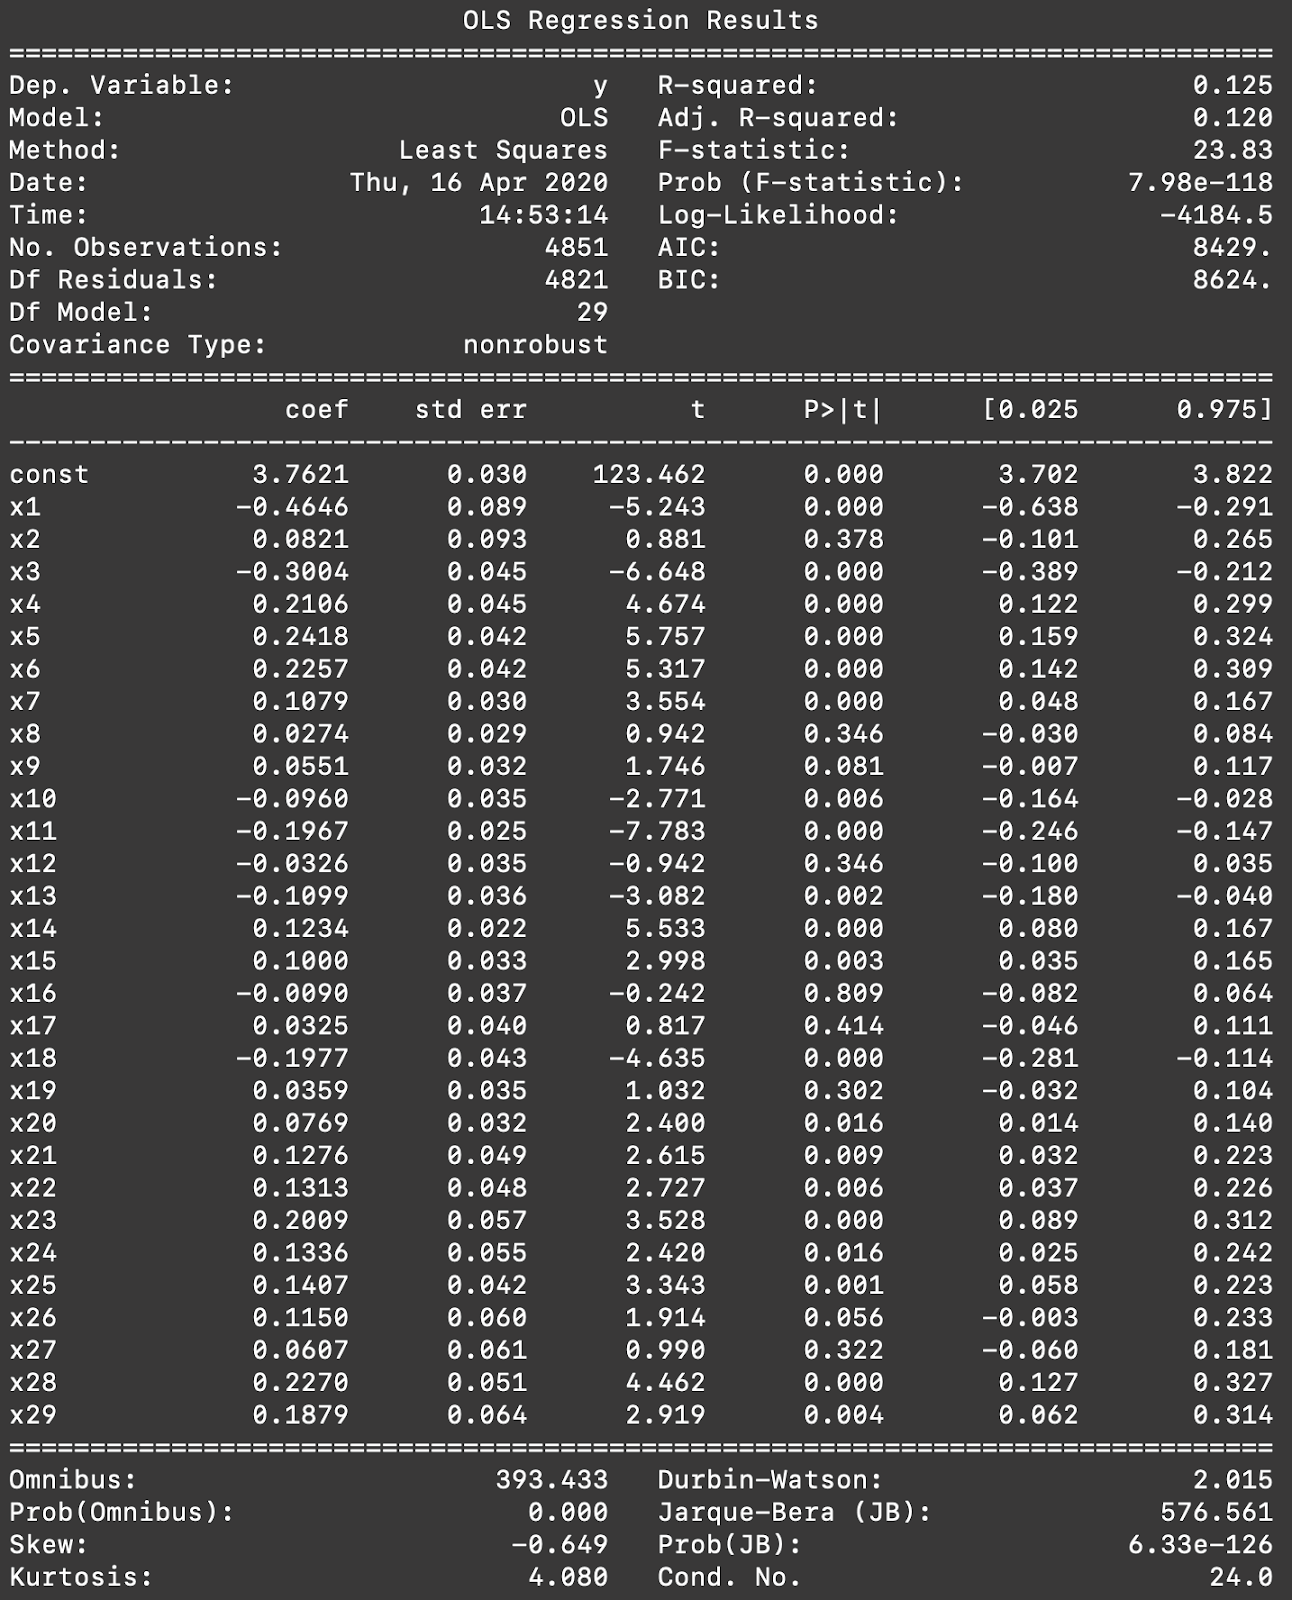 OLS Regression Results
==============================================================================
Dep. Variable:                      y   R-squared:                       0.125
Model:                            OLS   Adj. R-squared:                  0.120
Method:                 Least Squares   F-statistic:                     23.83
Date:                Thu, 16 Apr 2020   Prob (F-statistic):          7.98e-118
Time:                        14:53:14   Log-Likelihood:                -4184.5
No. Observations:                4851   AIC:                             8429.
Df Residuals:                    4821   BIC:                             8624.
Df Model:                          29
Covariance Type:            nonrobust
==============================================================================
                 coef    std err          t      P>|t|      [0.025      0.975]
------------------------------------------------------------------------------
const          3.7621      0.030    123.462      0.000       3.702       3.822
x1            -0.4646      0.089     -5.243      0.000      -0.638      -0.291
x2             0.0821      0.093      0.881      0.378      -0.101       0.265
x3            -0.3004      0.045     -6.648      0.000      -0.389      -0.212
x4             0.2106      0.045      4.674      0.000       0.122       0.299
x5             0.2418      0.042      5.757      0.000       0.159       0.324
x6             0.2257      0.042      5.317      0.000       0.142       0.309
x7             0.1079      0.030      3.554      0.000       0.048       0.167
x8             0.0274      0.029      0.942      0.346      -0.030       0.084
x9             0.0551      0.032      1.746      0.081      -0.007       0.117
x10           -0.0960      0.035     -2.771      0.006      -0.164      -0.028
x11           -0.1967      0.025     -7.783      0.000      -0.246      -0.147
x12           -0.0326      0.035     -0.942      0.346      -0.100       0.035
x13           -0.1099      0.036     -3.082      0.002      -0.180      -0.040
x14            0.1234      0.022      5.533      0.000       0.080       0.167
x15            0.1000      0.033      2.998      0.003       0.035       0.165
x16           -0.0090      0.037     -0.242      0.809      -0.082       0.064
x17            0.0325      0.040      0.817      0.414      -0.046       0.111
x18           -0.1977      0.043     -4.635      0.000      -0.281      -0.114
x19            0.0359      0.035      1.032      0.302      -0.032       0.104
x20            0.0769      0.032      2.400      0.016       0.014       0.140
x21            0.1276      0.049      2.615      0.009       0.032       0.223
x22            0.1313      0.048      2.727      0.006       0.037       0.226
x23            0.2009      0.057      3.528      0.000       0.089       0.312
x24            0.1336      0.055      2.420      0.016       0.025       0.242
x25            0.1407      0.042      3.343      0.001       0.058       0.223
x26            0.1150      0.060      1.914      0.056      -0.003       0.233
x27            0.0607      0.061      0.990      0.322      -0.060       0.181
x28            0.2270      0.051      4.462      0.000       0.127       0.327
x29            0.1879      0.064      2.919      0.004       0.062       0.314
==============================================================================
Omnibus:                      393.433   Durbin-Watson:                   2.015
Prob(Omnibus):                  0.000   Jarque-Bera (JB):              576.561
Skew:                          -0.649   Prob(JB):                    6.33e-126
Kurtosis:                       4.080   Cond. No.                         24.0